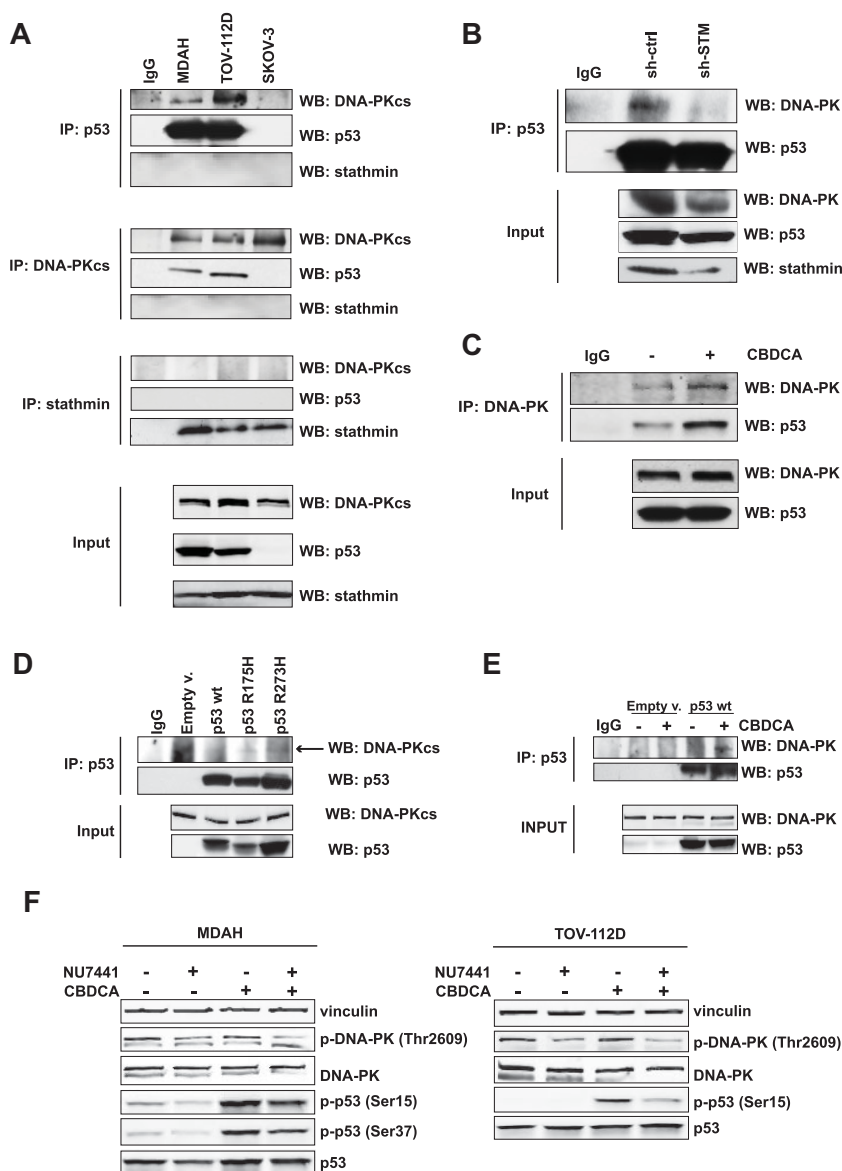 A
IgG
MDAH
TOV-112D
SKOV-3
IP: p53
WB: DNA-PKcs
WB: p53
WB: stathmin
IP: DNA-PKcs
WB: DNA-PKcs
WB: p53
WB: stathmin
IP: stathmin
WB: DNA-PKcs
WB: p53
WB: stathmin
Input
WB: DNA-PKcs
WB: p53
WB: stathmin
B
IgG
sh-ctrl
sh-STM
IP: p53
WB: DNA-PK
WB: p53
Input
WB: DNA-PK
WB: p53
WB: stathmin
C
IgG - + CBDCA
IP: DNA-PK
WB: DNA-PK
WB: p53
Input
WB: DNA-PK
WB: p53
D
IgG
Empty v.
p53 wt
p53 R175H
p53 R273H
IP: p53
WB: DNA-PKcs
WB: p53
Input
WB: DNA-PKcs
WB: p53
E
Empty v. p53 wt
IgG - + - + CBDCA
IP: p53
WB: DNA-PK
WB: p53
INPUT
WB: DNA-PK
WB: p53
F
MDAH
NU7441 - + - +
CBDCA - - + +
vinculin
p-DNA-PK (Thr2609)
DNA-PK
p-p53 (Ser15)
p-p53 (Ser37)
p53
TOV-112D
NU7441 - + - +
CBDCA - - + +
vinculin
p-DNA-PK (Thr2609)
DNA-PK
p-p53 (Ser15)
p53